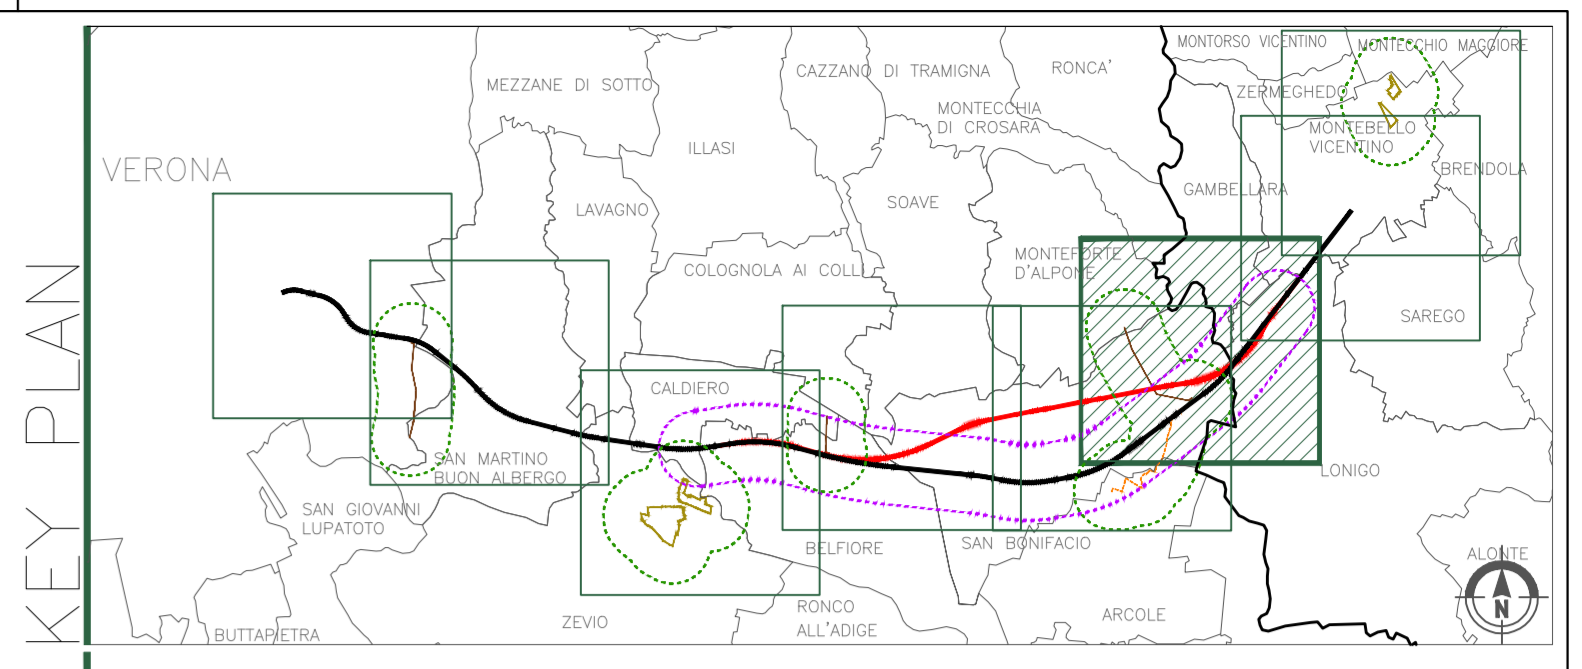 KEY PLAN
MONTORSO VICENTINO
MONTECCHIO MAGGIORE
MEZZANE DI SOTTO
CAZZANO DI TRAMIGNA
RONCA'
ZERMEGHEDO
MONTECCHIA
DI CROSARA
MONTEBELLO
VICENTINO
ILLASI
VERONA
BRENDOLA
GAMBELLARA
LAVAGNO
SOAVE
MONTEFORTE
D'ALPONE
COLOGNOLA AI COLLI
SAREGO
CALDIERO
SAN MARTINO
BUON ALBERGO
LONIGO
SAN GIOVANNI
LUPATOTO
BELFIORE
SAN BONIFACIO
ALONTE
N
RONCO
ALL'ADIGE
ARCOLE
ZEVIO
BUTTAPIETRA